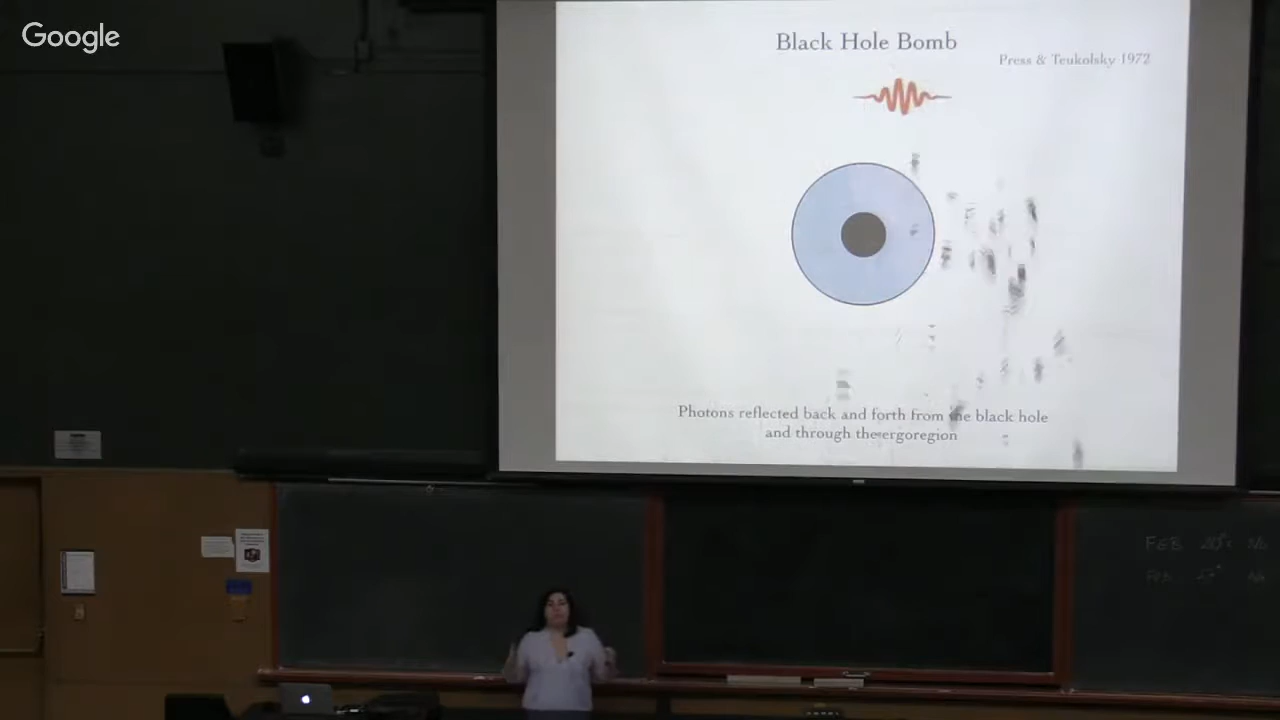 Google
Black Hole Bomb
Press & Teukolsky 1972
Photons reflected back and forth from the black hole
and through the ergoregion
FEB